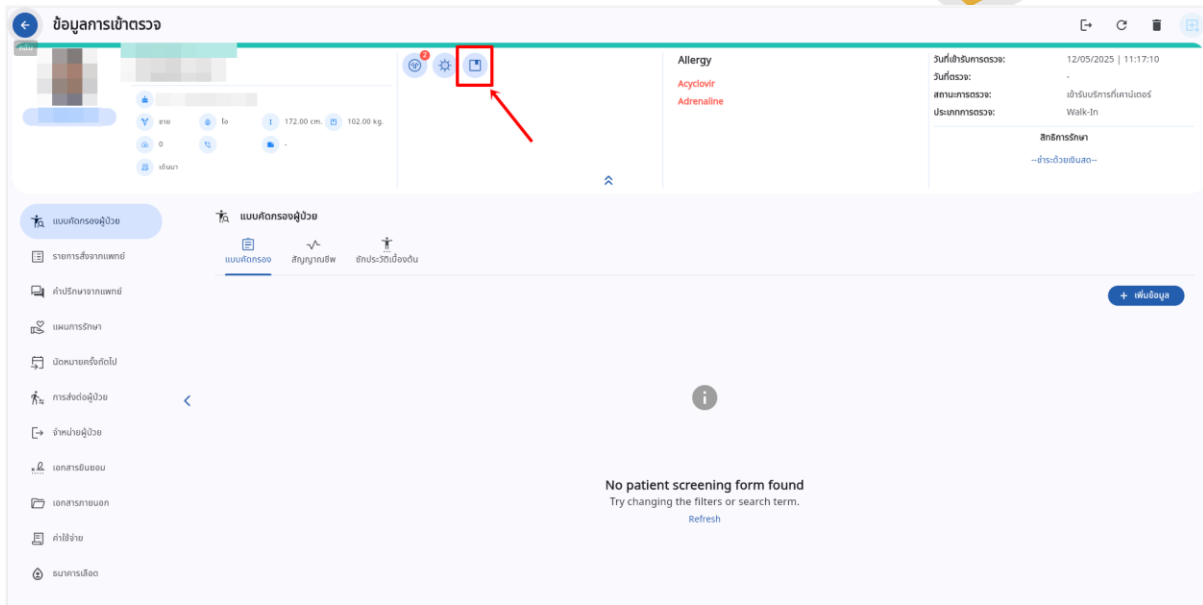 ข้อมูลการเข้าตรวจ
กลับ
2
ชาย
โอ
172.00 cm.
102.00 kg.
0
-
เดินมา
Allergy
Acyclovir
Adrenaline
วันที่เข้ารับการตรวจ: 12/05/2025 | 11:17:10
วันที่ตรวจ: -
สถานะการตรวจ: เข้ารับบริการที่เคาน์เตอร์
ประเภทการตรวจ: Walk-In
สิทธิการรักษา
--ชำระด้วยเงินสด--
แบบคัดกรองผู้ป่วย
รายการสั่งจากแพทย์
คำปรึกษาจากแพทย์
แผนการรักษา
นัดหมายครั้งถัดไป
การส่งต่อผู้ป่วย
จำหน่ายผู้ป่วย
เอกสารยินยอม
เอกสารภายนอก
ค่าใช้จ่าย
ธนาคารเลือด
แบบคัดกรองผู้ป่วย
แบบคัดกรอง
สัญญาณชีพ
ซักประวัติเบื้องต้น
+ เพิ่มข้อมูล
No patient screening form found
Try changing the filters or search term.
Refresh